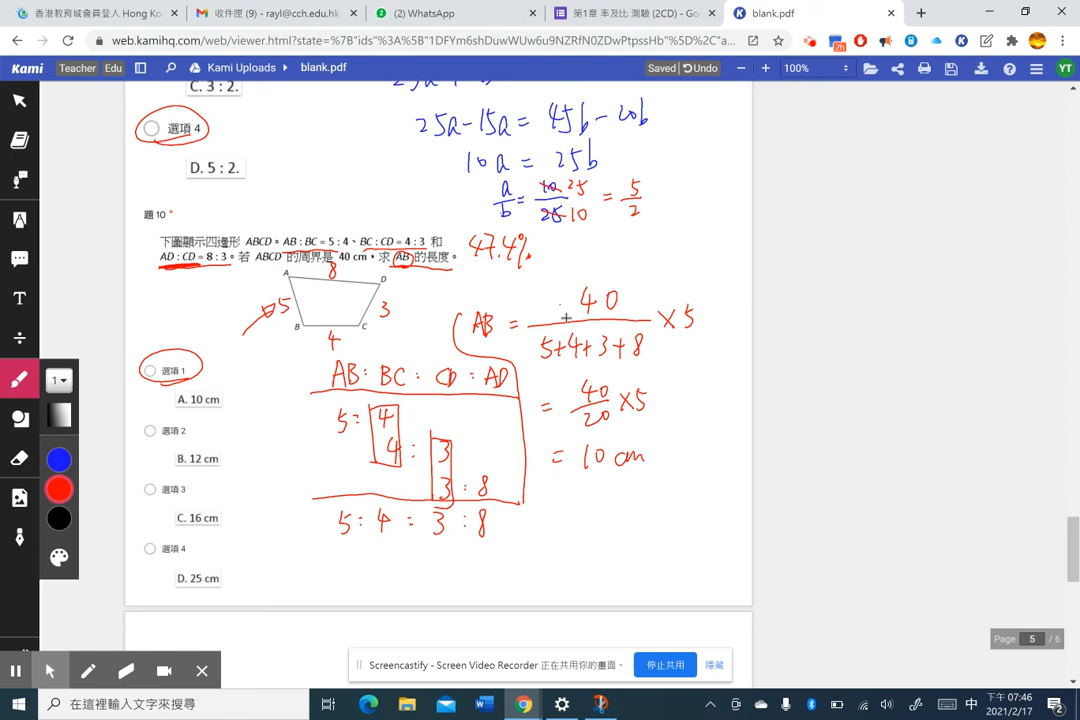 香港教育城會員登入 Hong Ko
收件匣 (9) - rayl@cch.edu.hk
(2) WhatsApp
第1章 率及比 測驗 (2CD) - Go
blank.pdf
web.kamihq.com/web/viewer.html?state=%7B"ids"%3A%5B"1DFYm6shDuwWUw6u9NZRfN0ZDwPtpssHb"%5D%2C"a...
Kami Teacher Edu Kami Uploads blank.pdf Saved Undo 100% YT
C. 3 : 2.
選項 4
25a-15a = 45b-20b
10a = 25b
D. 5 : 2.
a/b = 10/25 25/10 = 5/2
題 10 *
下圖顯示四邊形 ABCD。AB : BC = 5 : 4、BC : CD = 4 : 3 和
AD : CD = 8 : 3。若 ABCD 的周界是 40 cm,求 AB 的長度。
47.4%
A 8 D
5 3
B C
4
AB = 40/(5+4+3+8) × 5
選項 1
AB : BC : CD : AD
A. 10 cm
= 40/20 × 5
5 : 4
選項 2
4 : 3
B. 12 cm
= 10 cm
3 : 8
選項 3
C. 16 cm
5 : 4 : 3 : 8
選項 4
D. 25 cm
1
Page 5 / 6
Screencastify - Screen Video Recorder 正在共用你的畫面。 停止共用 隱藏
在這裡輸入文字來搜尋
中
下午 07:46
2021/2/17
2